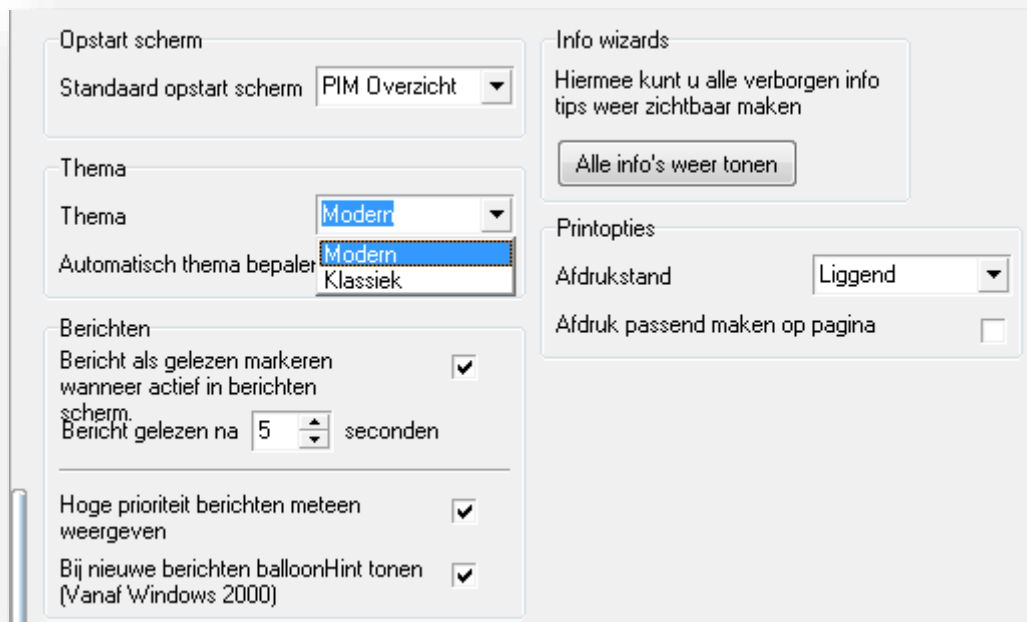 Opstart scherm
Standaard opstart scherm PIM Overzicht
Thema
Thema Modern
Modern
Klassiek
Automatisch thema bepalen
Berichten
Bericht als gelezen markeren
wanneer actief in berichten
scherm.
Bericht gelezen na 5 seconden
Hoge prioriteit berichten meteen
weergeven
Bij nieuwe berichten balloonHint tonen
(Vanaf Windows 2000)
Info wizards
Hiermee kunt u alle verborgen info
tips weer zichtbaar maken
Alle info's weer tonen
Printopties
Afdrukstand Liggend
Afdruk passend maken op pagina